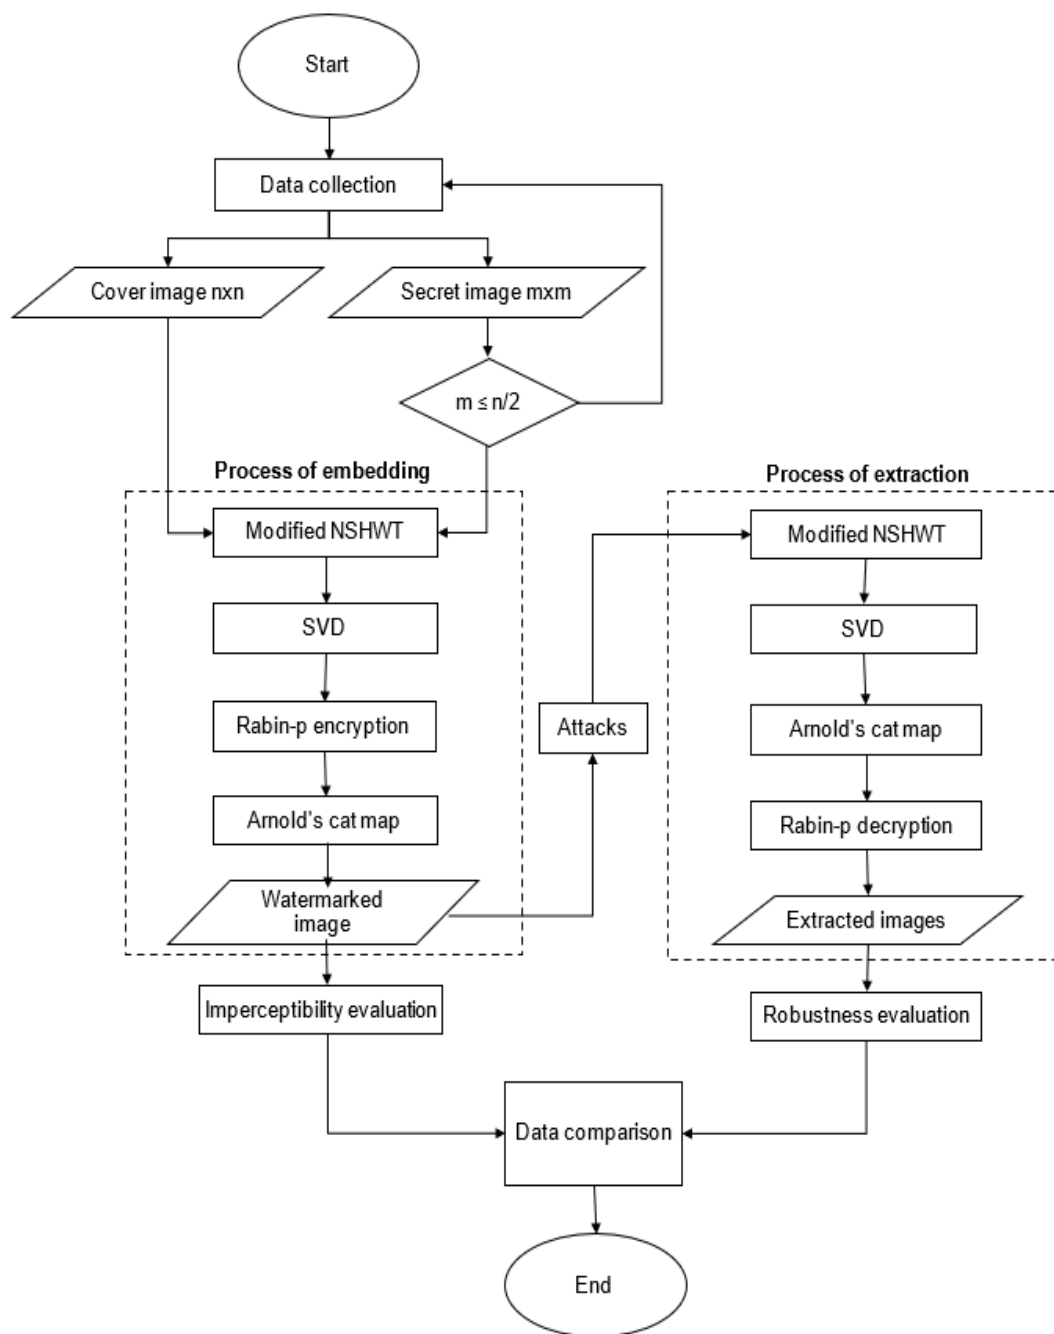 Start
Data collection
Cover image nxn
Secret image mxm
m ≤ n/2
Process of embedding
Modified NSHWT
SVD
Rabin-p encryption
Arnold's cat map
Watermarked
image
Imperceptibility evaluation
Attacks
Process of extraction
Modified NSHWT
SVD
Arnold's cat map
Rabin-p decryption
Extracted images
Robustness evaluation
Data comparison
End